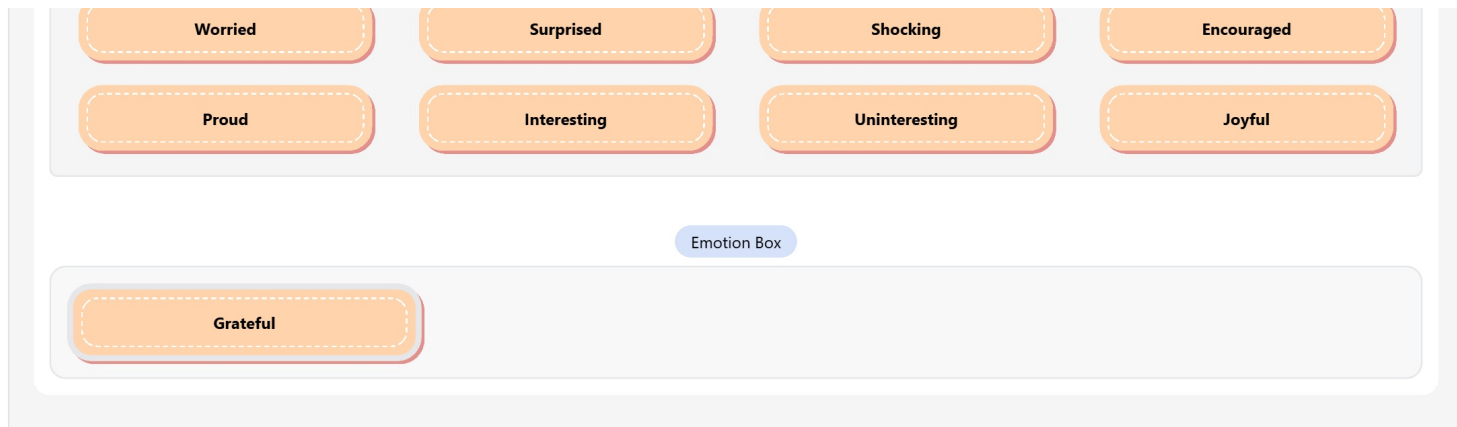 Worried Surprised Shocking Encouraged
Proud Interesting Uninteresting Joyful
Emotion Box
Grateful